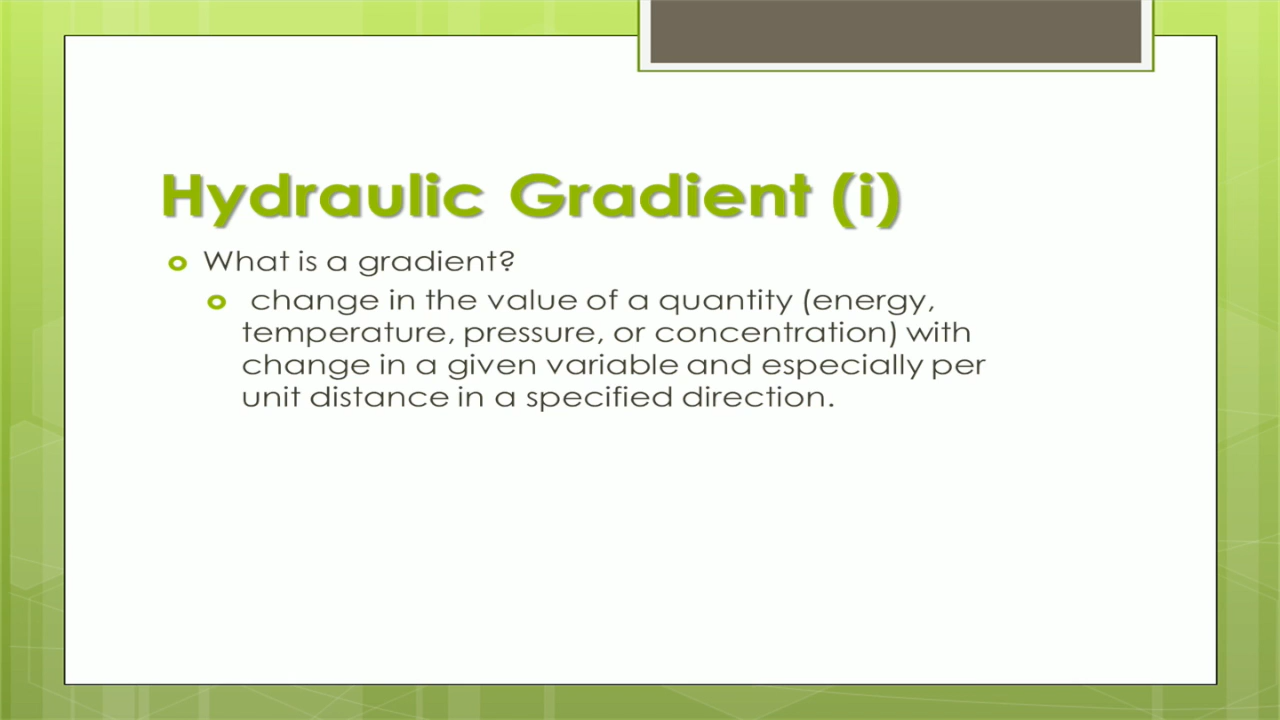 Hydraulic Gradient (i)
What is a gradient?
change in the value of a quantity (energy,
temperature, pressure, or concentration) with
change in a given variable and especially per
unit distance in a specified direction.